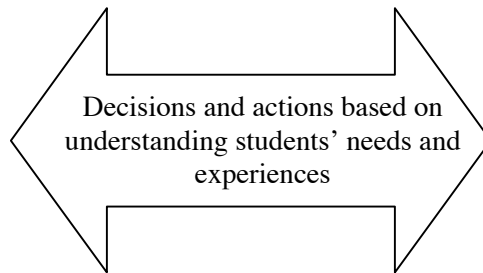 Decisions and actions based on
understanding students’ needs and
experiences